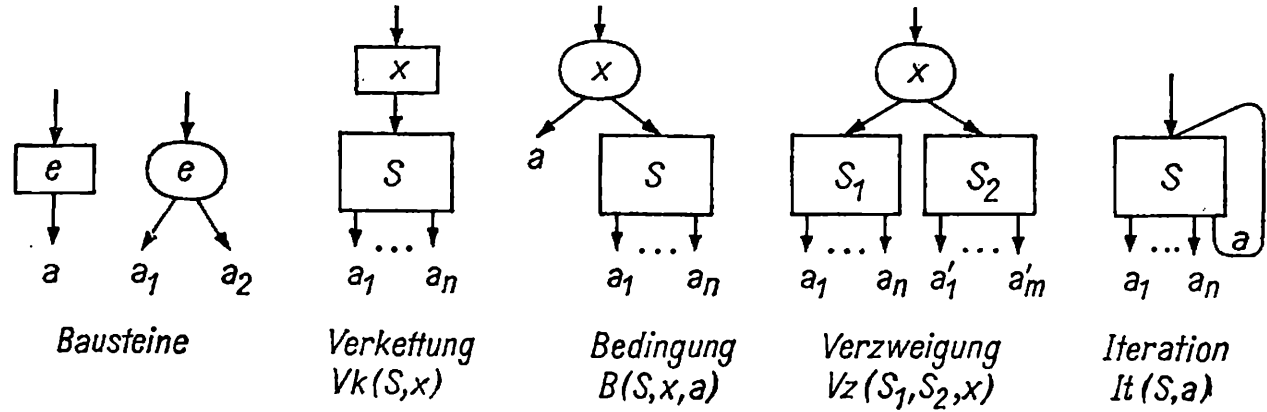 x x x
e e S a S S₁ S₂ S
a a₁ a₂ a₁ ... aₙ a₁ ... aₙ a₁ ... aₙ a′₁ ... a′ₘ a₁ ... aₙ a
Bausteine Verkettung Bedingung Verzweigung Iteration
Vk(S,x) B(S,x,a) Vz(S₁,S₂,x) It(S,a)